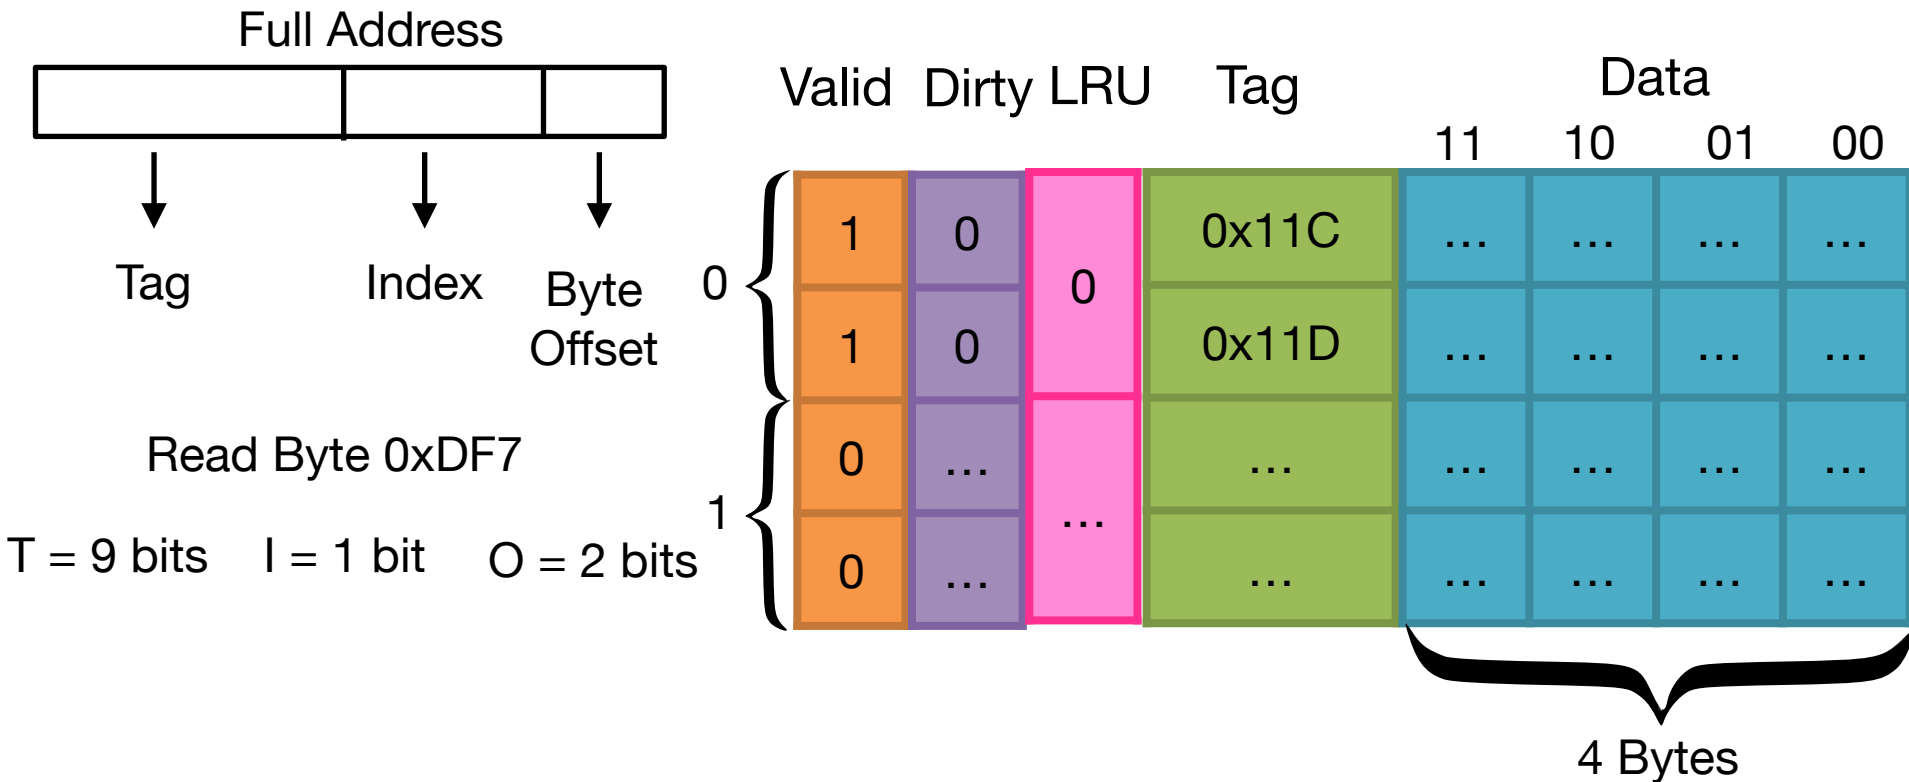 Full Address
Tag Index Byte
Offset
Read Byte 0xDF7
T = 9 bits I = 1 bit O = 2 bits
Valid Dirty LRU Tag Data
11 10 01 00
0
1 0 0 0x11C ... ... ... ...
1 0 0x11D ... ... ... ...
1
0 ... ... ... ... ... ... ...
0 ... ... ... ... ... ...
4 Bytes